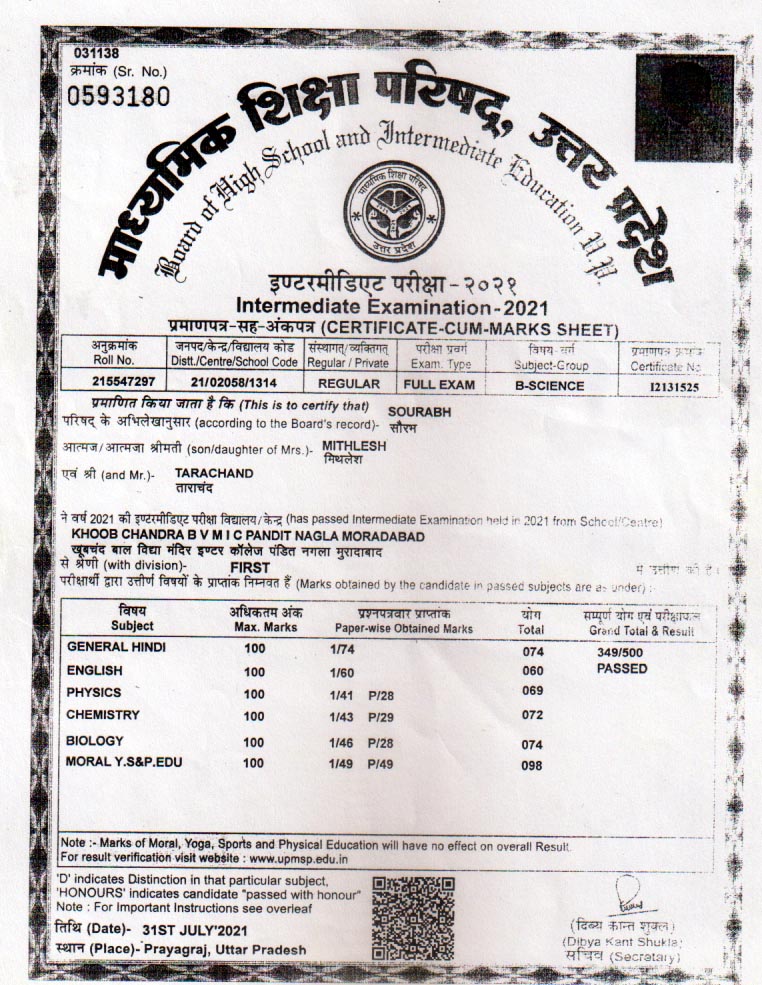 031138
क्रमांक (Sr. No.)
0593180
माध्यमिक शिक्षा परिषद्, उत्तर प्रदेश
Board of High School and Intermediate Education U.P.
माध्यमिक शिक्षा परिषद्
उत्तर प्रदेश
इण्टरमीडिएट परीक्षा-२०२१
Intermediate Examination-2021
प्रमाणपत्र-सह-अंकपत्र (CERTIFICATE-CUM-MARKS SHEET)
अनुक्रमांक जनपद/केन्द्र/विद्यालय कोड संस्थागत/व्यक्तिगत परीक्षा प्रवर्ग विषय-वर्ग प्रमाणपत्र क्रमांक
Roll No. Distt./Centre/School Code Regular / Private Exam. Type Subject-Group Certificate No
215547297 21/02058/1314 REGULAR FULL EXAM B-SCIENCE I2131525
प्रमाणित किया जाता है कि (This is to certify that) SOURABH
परिषद् के अभिलेखानुसार (according to the Board's record)- सौरभ
आत्मज/आत्मजा श्रीमती (son/daughter of Mrs.)- MITHLESH
मिथलेश
एवं श्री (and Mr.)- TARACHAND
ताराचंद
ने वर्ष 2021 की इण्टरमीडिएट परीक्षा विद्यालय/केन्द्र (has passed Intermediate Examination held in 2021 from School/Centre)
KHOOB CHANDRA B V M I C PANDIT NAGLA MORADABAD
खूबचंद बाल विद्या मंदिर इण्टर कॉलेज पंडित नगला मुरादाबाद
से श्रेणी (with division)- FIRST में उत्तीर्ण की है।
परीक्षार्थी द्वारा उत्तीर्ण विषयों के प्राप्तांक निम्नवत हैं (Marks obtained by the candidate in passed subjects are as under) :-
विषय अधिकतम अंक प्रश्नपत्रवार प्राप्तांक योग सम्पूर्ण योग एवं परीक्षाफल
Subject Max. Marks Paper-wise Obtained Marks Total Grand Total & Result
GENERAL HINDI 100 1/74 074 349/500
ENGLISH 100 1/60 060 PASSED
PHYSICS 100 1/41 P/28 069
CHEMISTRY 100 1/43 P/29 072
BIOLOGY 100 1/46 P/28 074
MORAL Y.S&P.EDU 100 1/49 P/49 098
Note :- Marks of Moral, Yoga, Sports and Physical Education will have no effect on overall Result.
For result verification visit website : www.upmsp.edu.in
'D' indicates Distinction in that particular subject,
'HONOURS' indicates candidate "passed with honour"
Note : For Important Instructions see overleaf
तिथि (Date)- 31ST JULY'2021
स्थान (Place)- Prayagraj, Uttar Pradesh
(दिब्य कान्त शुक्ल)
(Dibya Kant Shukla)
सचिव (Secretary)